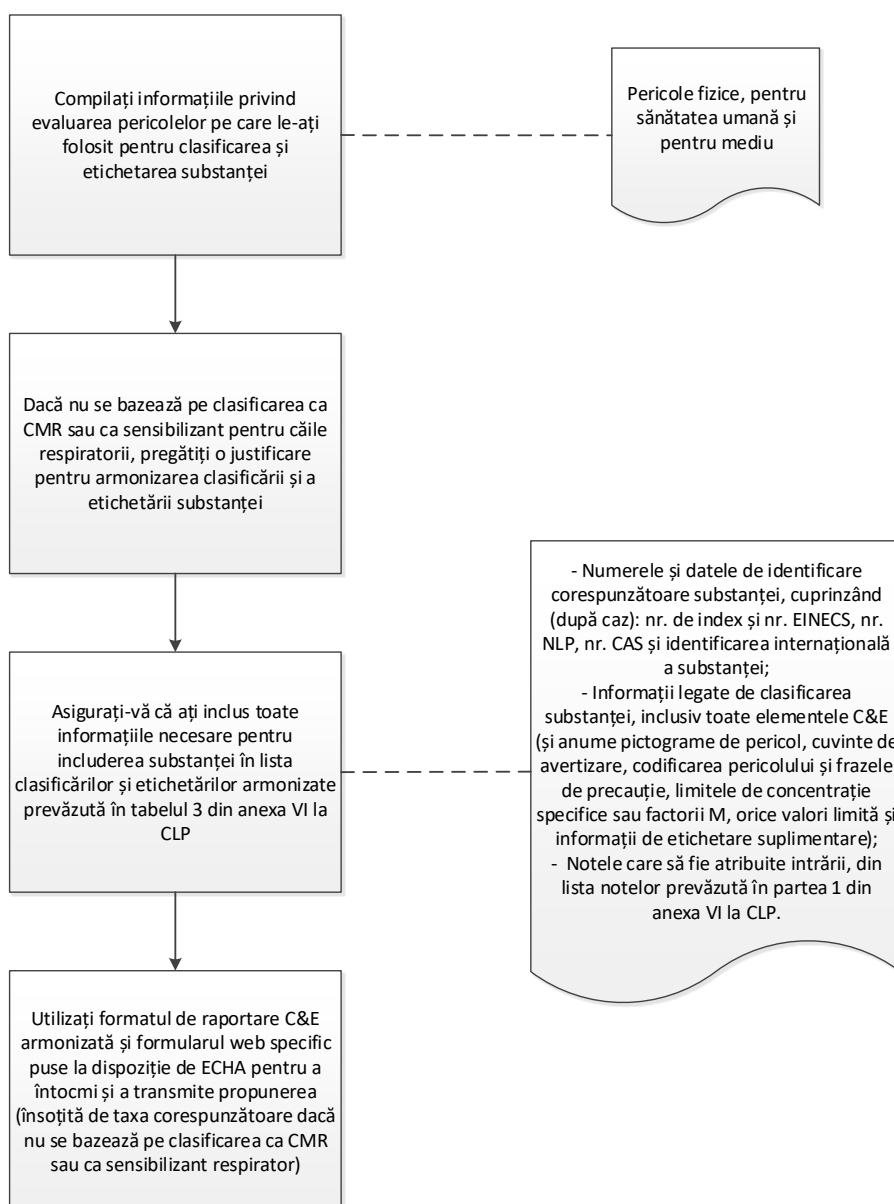 Compilați informațiile privind
evaluarea pericolelor pe care le-ați
folosit pentru clasificarea și
etichetarea substanței
Pericole fizice, pentru
sănătatea umană și
pentru mediu
Dacă nu se bazează pe clasificarea ca
CMR sau ca sensibilizant pentru căile
respiratorii, pregătiți o justificare
pentru armonizarea clasificării și a
etichetării substanței
Asigurați-vă că ați inclus toate
informațiile necesare pentru
includerea substanței în lista
clasificărilor și etichetărilor armonizate
prevăzută în tabelul 3 din anexa VI la
CLP
- Numerele și datele de identificare
corespunzătoare substanței, cuprinzând
(după caz): nr. de index și nr. EINECS, nr.
NLP, nr. CAS și identificarea internațională
a substanței;
- Informații legate de clasificarea
substanței, inclusiv toate elementele C&E
(și anume pictograme de pericol, cuvinte de
avertizare, codificarea pericolului și frazele
de precauție, limitele de concentrație
specifice sau factorii M, orice valori limită și
informații de etichetare suplimentare);
- Notele care să fie atribuite intrării, din
lista notelor prevăzută în partea 1 din
anexa VI la CLP.
Utilizați formatul de raportare C&E
armonizată și formularul web specific
puse la dispoziție de ECHA pentru a
întocmi și a transmite propunerea
(însoțită de taxa corespunzătoare dacă
nu se bazează pe clasificarea ca CMR
sau ca sensibilizant respirator)